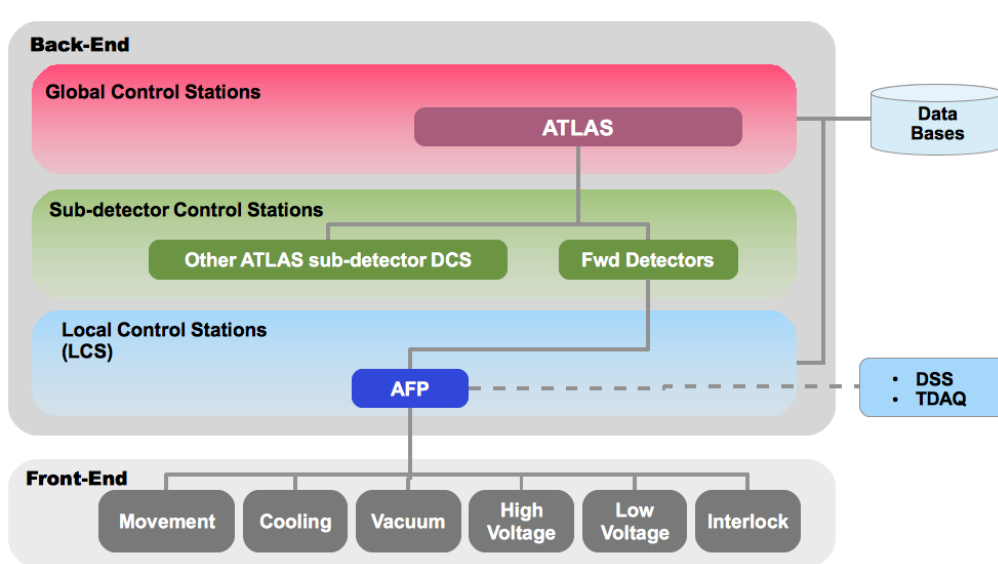 Back-End
Global Control Stations
ATLAS
Data
Bases
Sub-detector Control Stations
Other ATLAS sub-detector DCS
Fwd Detectors
Local Control Stations
(LCS)
AFP
• DSS
• TDAQ
Front-End
Movement
Cooling
Vacuum
High
Voltage
Low
Voltage
Interlock